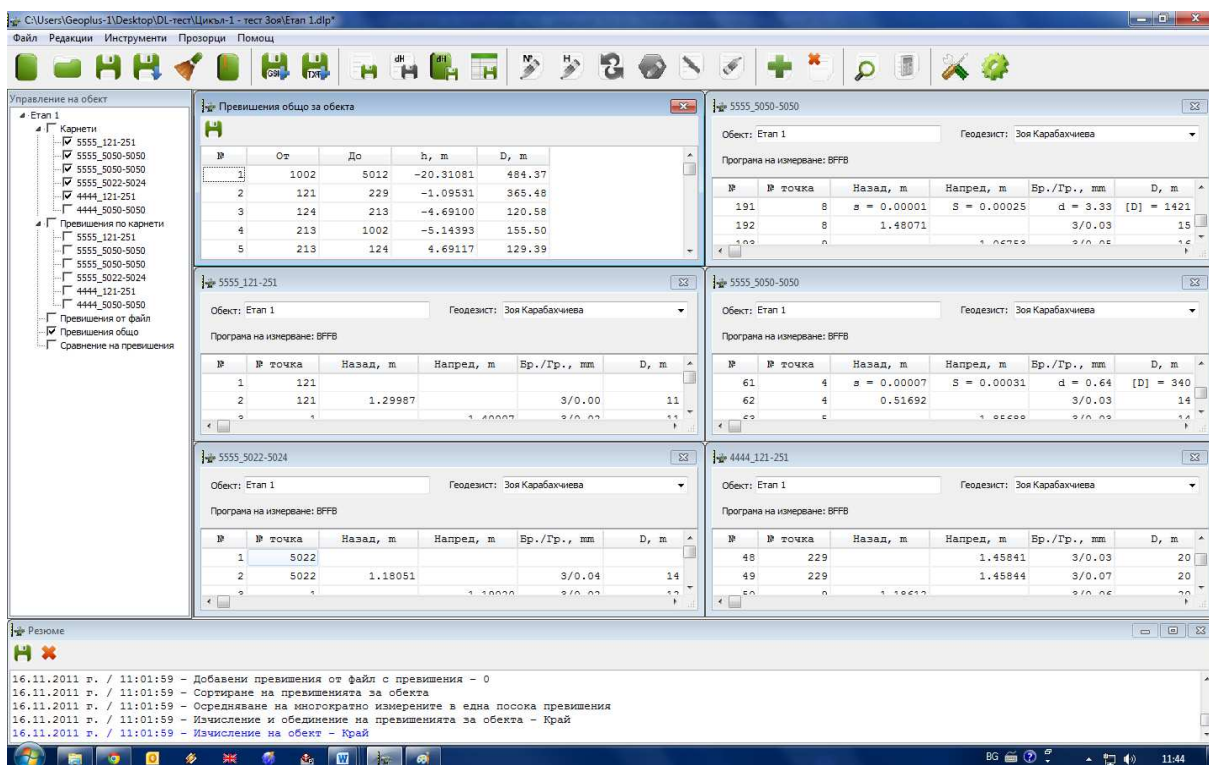 C:\Users\Geoplus-1\Desktop\DL-тест\Цикъл-1 - тест Зоя\Етап 1.dlp*
Файл Редакции Инструменти Прозорци Помощ
GSI TXT dH dH N° H
Управление на обект
Етап 1
Карнети
5555_121-251
5555_5050-5050
5555_5050-5050
5555_5022-5024
4444_121-251
4444_5050-5050
Превишения по карнети
5555_121-251
5555_5050-5050
5555_5050-5050
5555_5022-5024
4444_121-251
4444_5050-5050
Превишения от файл
Превишения общо
Сравнение на превишения
Превишения общо за обекта
№ От До h, m D, m
1 1002 5012 -20.31081 484.37
2 121 229 -1.09531 365.48
3 124 213 -4.69100 120.58
4 213 1002 -5.14393 155.50
5 213 124 4.69117 129.39
5555_5050-5050
Обект: Етап 1 Геодезист: Зоя Карабахчиева
Програма на измерване: BFFB
№ № точка Назад, m Напред, m Бр./Гр., mm D, m
191 8 s = 0.00001 S = 0.00025 d = 3.33 [D] = 1421
192 8 1.48071 3/0.03 15
5555_121-251
Обект: Етап 1 Геодезист: Зоя Карабахчиева
Програма на измерване: BFFB
№ № точка Назад, m Напред, m Бр./Гр., mm D, m
1 121
2 121 1.29987 3/0.00 11
5555_5050-5050
Обект: Етап 1 Геодезист: Зоя Карабахчиева
Програма на измерване: BFFB
№ № точка Назад, m Напред, m Бр./Гр., mm D, m
61 4 s = 0.00007 S = 0.00031 d = 0.64 [D] = 340
62 4 0.51692 3/0.03 14
5555_5022-5024
Обект: Етап 1 Геодезист: Зоя Карабахчиева
Програма на измерване: BFFB
№ № точка Назад, m Напред, m Бр./Гр., mm D, m
1 5022
2 5022 1.18051 3/0.04 14
4444_121-251
Обект: Етап 1 Геодезист: Зоя Карабахчиева
Програма на измерване: BFFB
№ № точка Назад, m Напред, m Бр./Гр., mm D, m
48 229 1.45841 3/0.03 20
49 229 1.45844 3/0.07 20
Резюме
16.11.2011 г. / 11:01:59 - Добавени превишения от файл с превишения - 0
16.11.2011 г. / 11:01:59 - Сортиране на превишенията за обекта
16.11.2011 г. / 11:01:59 - Осредняване на многократно измерените в една посока превишения
16.11.2011 г. / 11:01:59 - Изчисление и обединение на превишенията за обекта - Край
16.11.2011 г. / 11:01:59 - Изчисление на обект - Край
BG 11:44